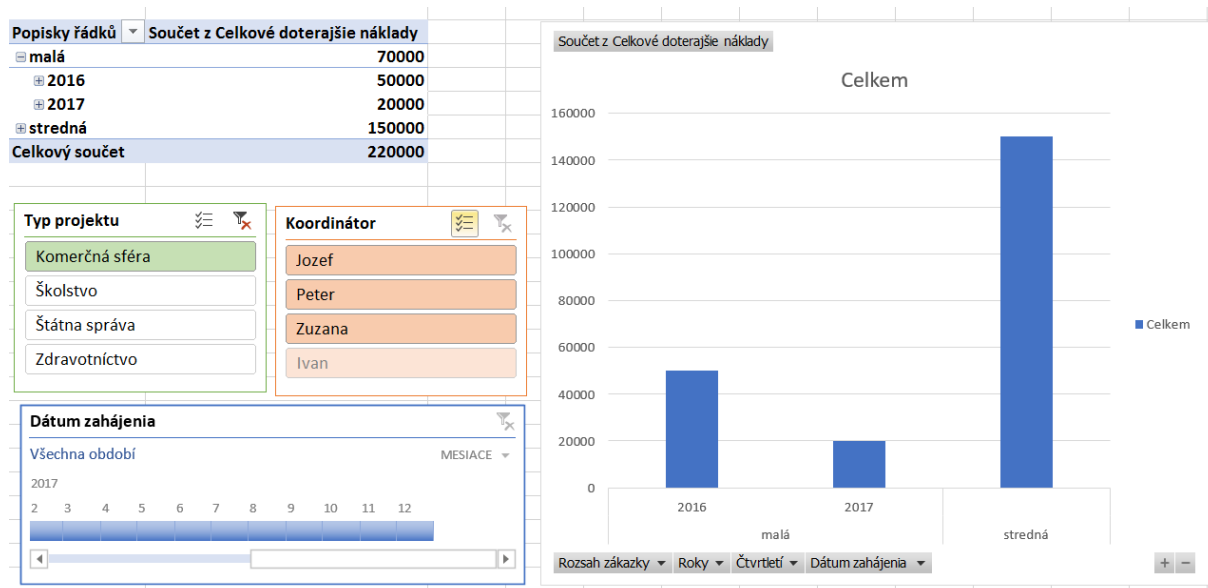 Popisky řádků Součet z Celkové doterajšie náklady
malá 70000
2016 50000
2017 20000
stredná 150000
Celkový součet 220000
Typ projektu
Komerčná sféra
Školstvo
Štátna správa
Zdravotníctvo
Koordinátor
Jozef
Peter
Zuzana
Ivan
Dátum zahájenia
Všechna období MESIACE
2017
2 3 4 5 6 7 8 9 10 11 12
Součet z Celkové doterajšie náklady
Celkem
160000
140000
120000
100000
80000
60000
40000
20000
0
2016 2017
malá stredná
Celkem
Rozsah zákazky Roky Čtvrtletí Dátum zahájenia + −